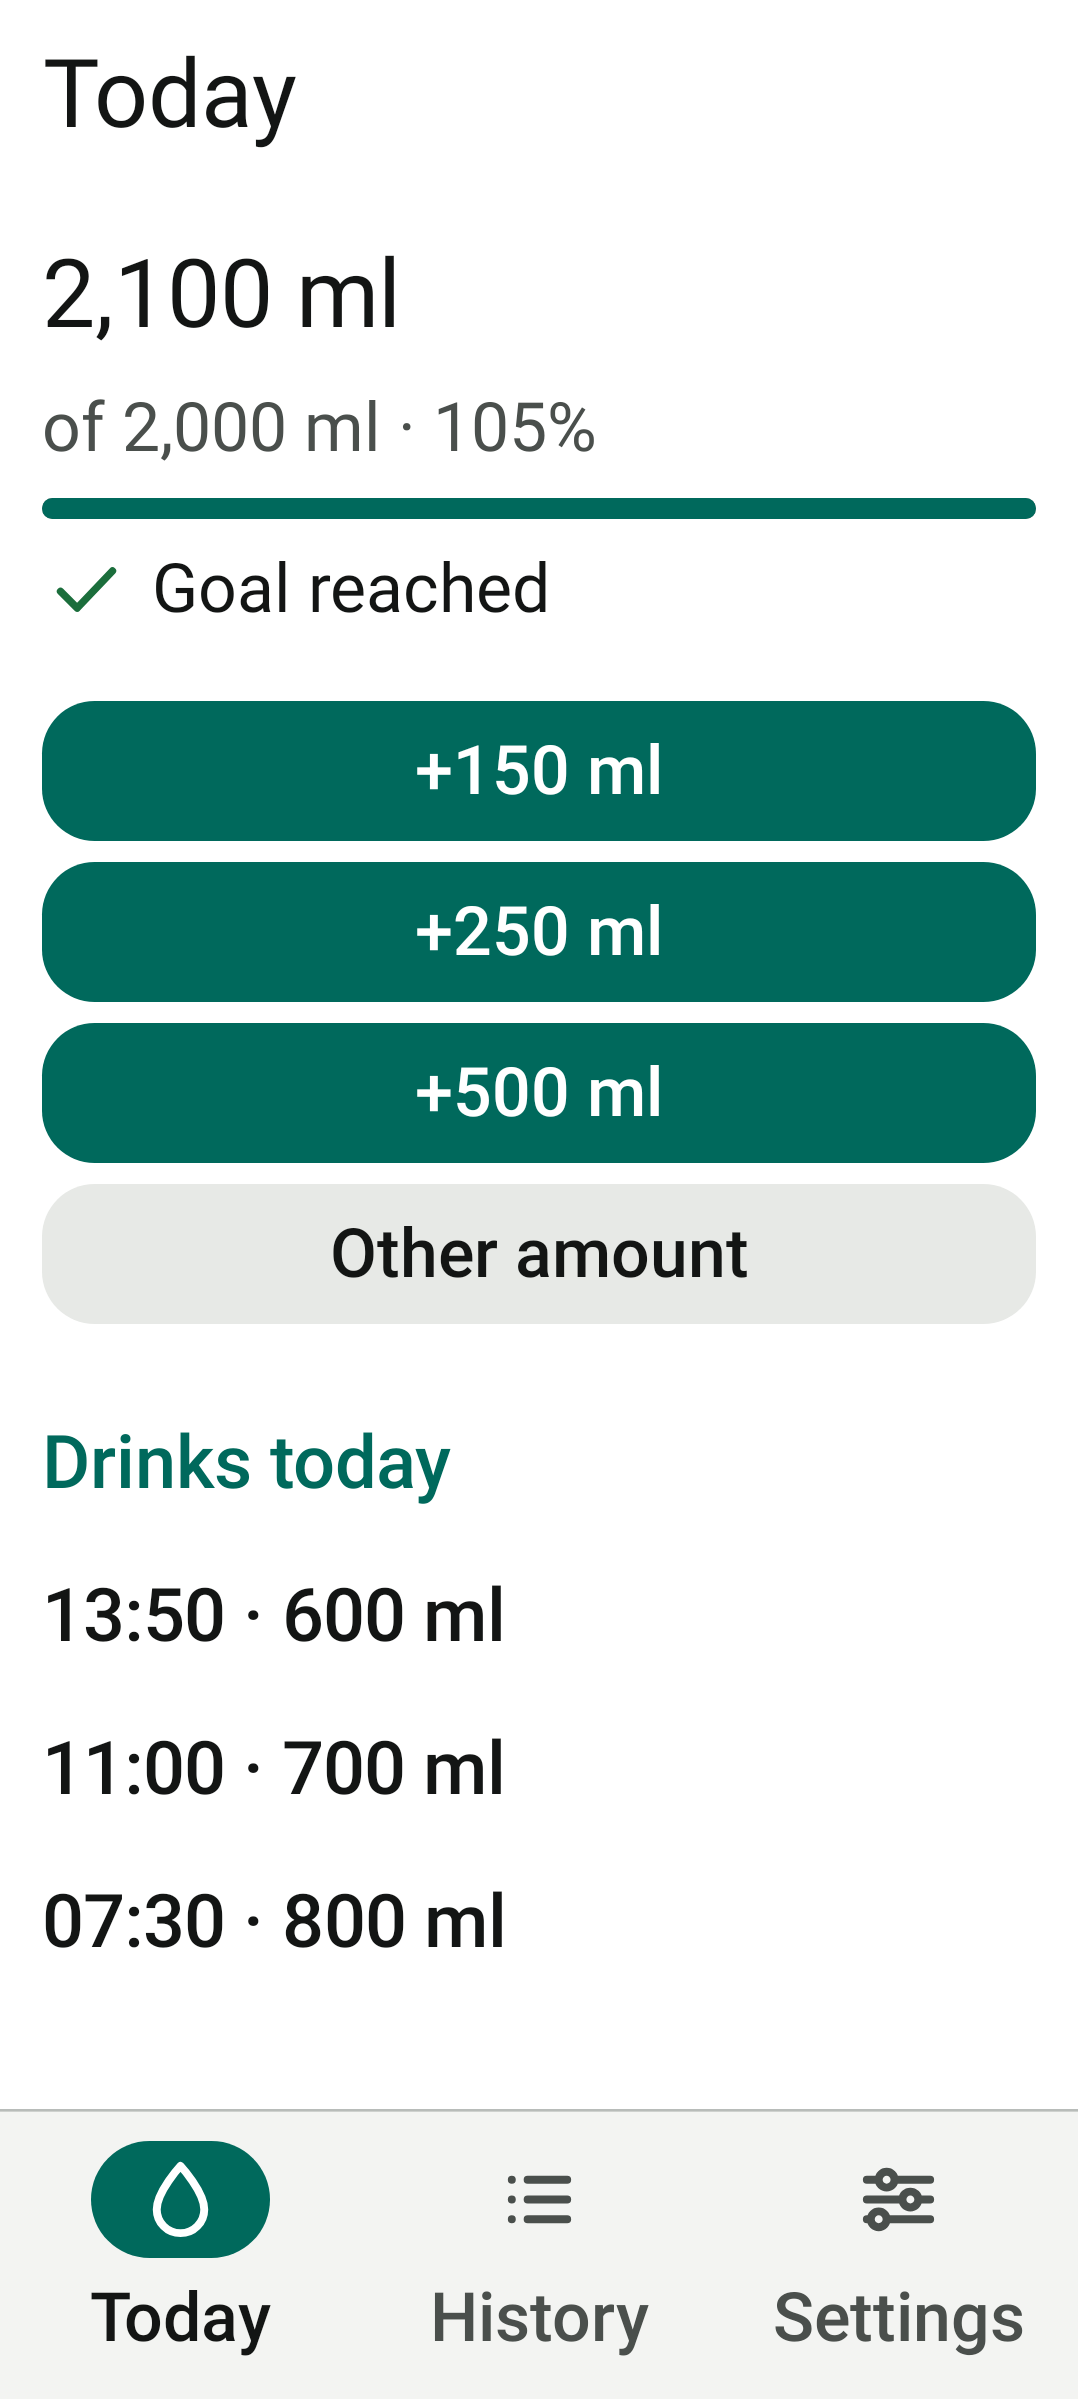 Today
2,100 ml
of 2,000 ml · 105%
Goal reached
+150 ml
+250 ml
+500 ml
Other amount
Drinks today
13:50 · 600 ml
11:00 · 700 ml
07:30 · 800 ml
Today
History
Settings